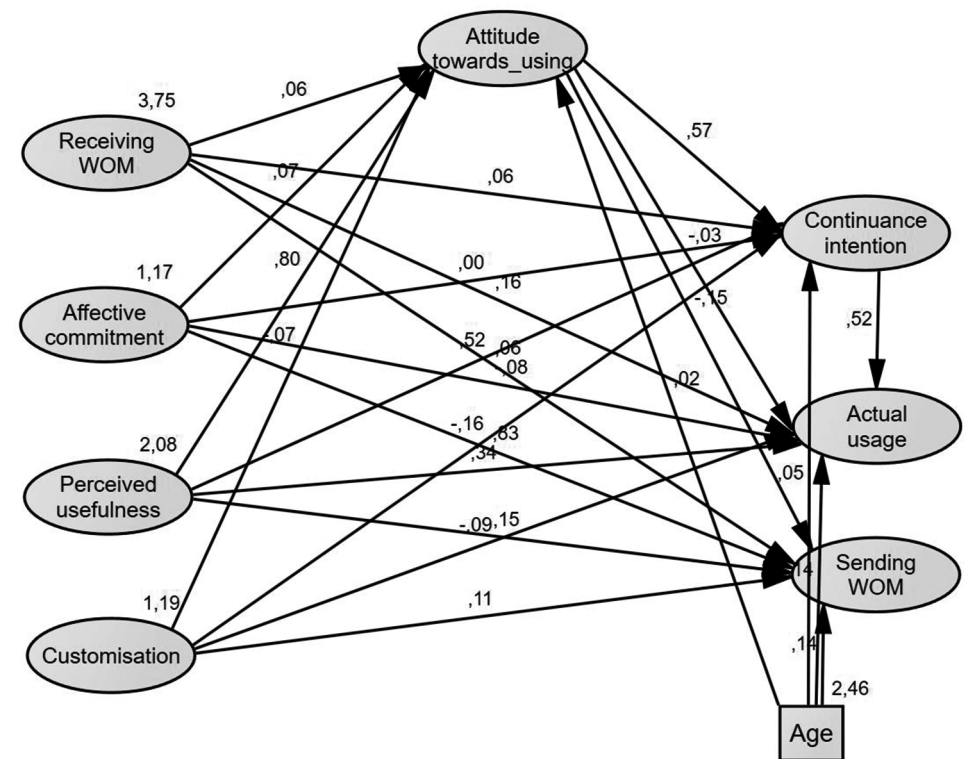 Attitude
towards_using
3,75
,06
Receiving
WOM
,57
,07
,06
Continuance
intention
-,03
,80
,00
1,17
,16
-,15
Affective
commitment
,52
-,07
,52
,06
-,08
,02
Actual
usage
-,16
,83
2,08
,34
,05
Perceived
usefulness
-,09
,15
Sending
WOM
14
1,19
,11
Customisation
,14
2,46
Age